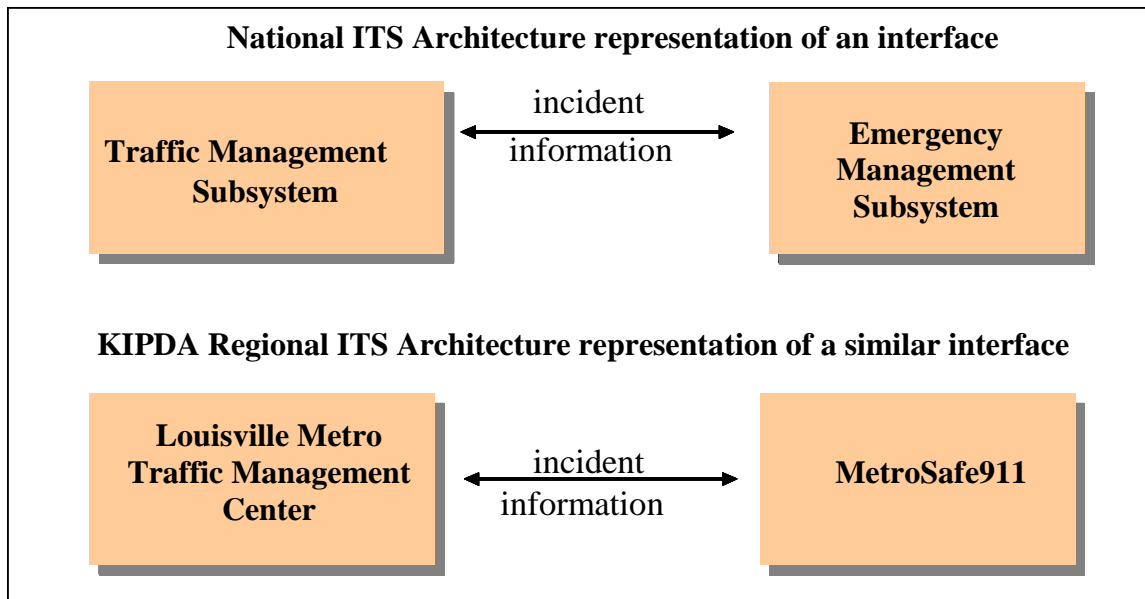 National ITS Architecture representation of an interface
Traffic Management
Subsystem
incident
information
Emergency
Management
Subsystem
KIPDA Regional ITS Architecture representation of a similar interface
Louisville Metro
Traffic Management
Center
incident
information
MetroSafe911